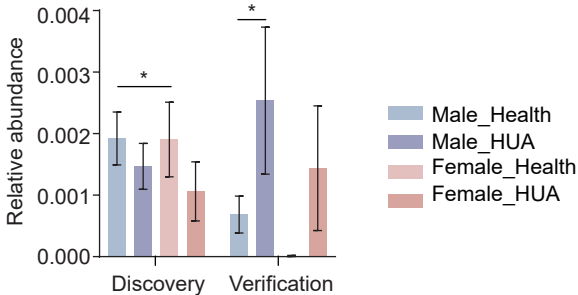 Relative abundance
0.004
0.003
0.002
0.001
0.000
*
*
Discovery
Verification
Male_Health
Male_HUA
Female_Health
Female_HUA